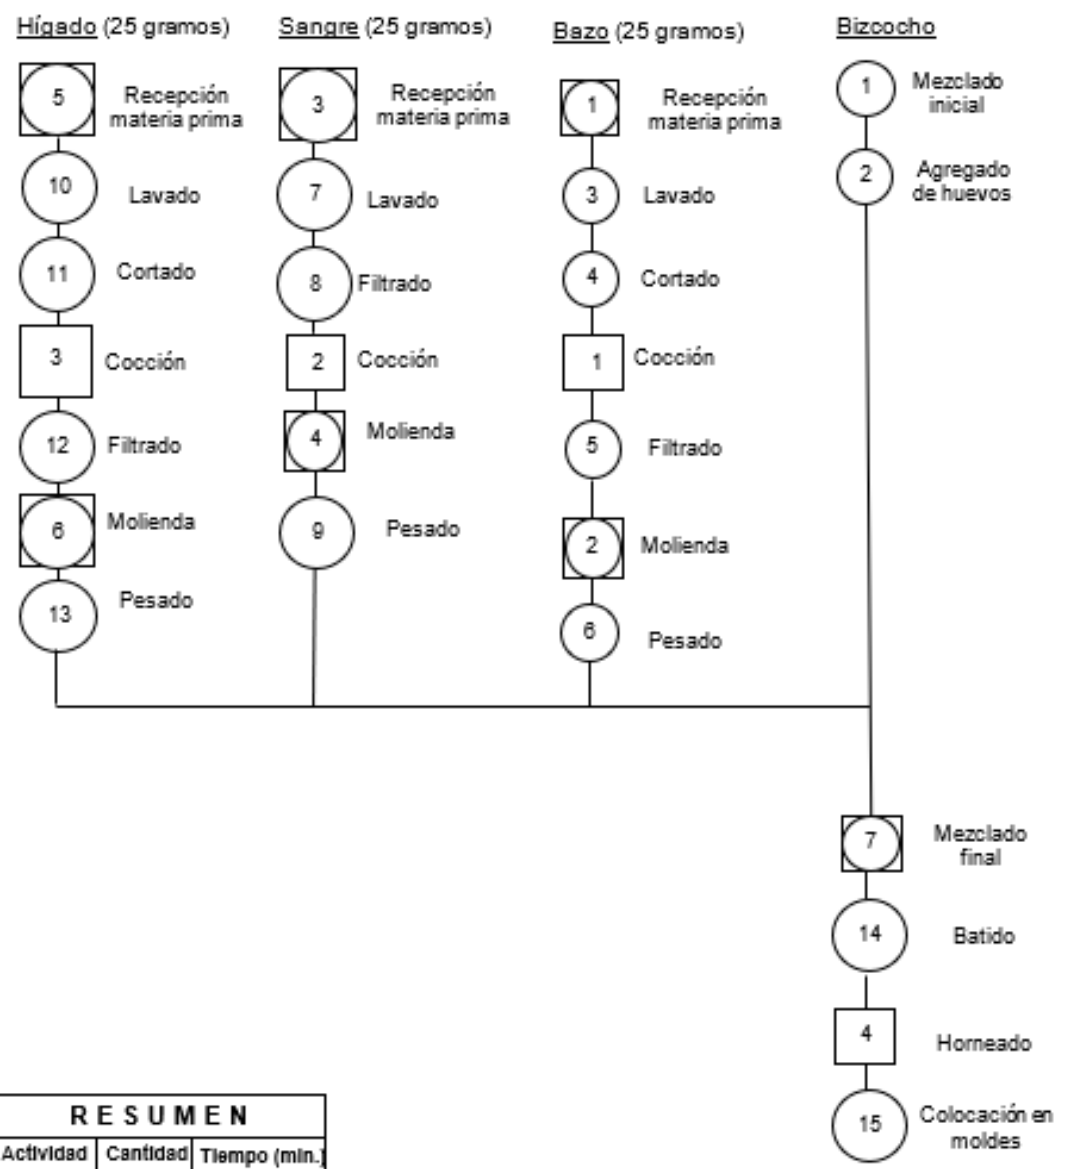 Hígado (25 gramos)
5
Recepción
materia prima
10
Lavado
11
Cortado
3
Cocción
12
Filtrado
6
Molienda
13
Pesado
Sangre (25 gramos)
3
Recepción
materia prima
7
Lavado
8
Filtrado
2
Cocción
4
Molienda
9
Pesado
Bazo (25 gramos)
1
Recepción
materia prima
3
Lavado
4
Cortado
1
Cocción
5
Filtrado
2
Molienda
6
Pesado
Bizcocho
1
Mezclado
inicial
2
Agregado
de huevos
7
Mezclado
final
14
Batido
4
Horneado
15
Colocación en
moldes
RESUMEN
Actividad Cantidad Tiempo (min.)